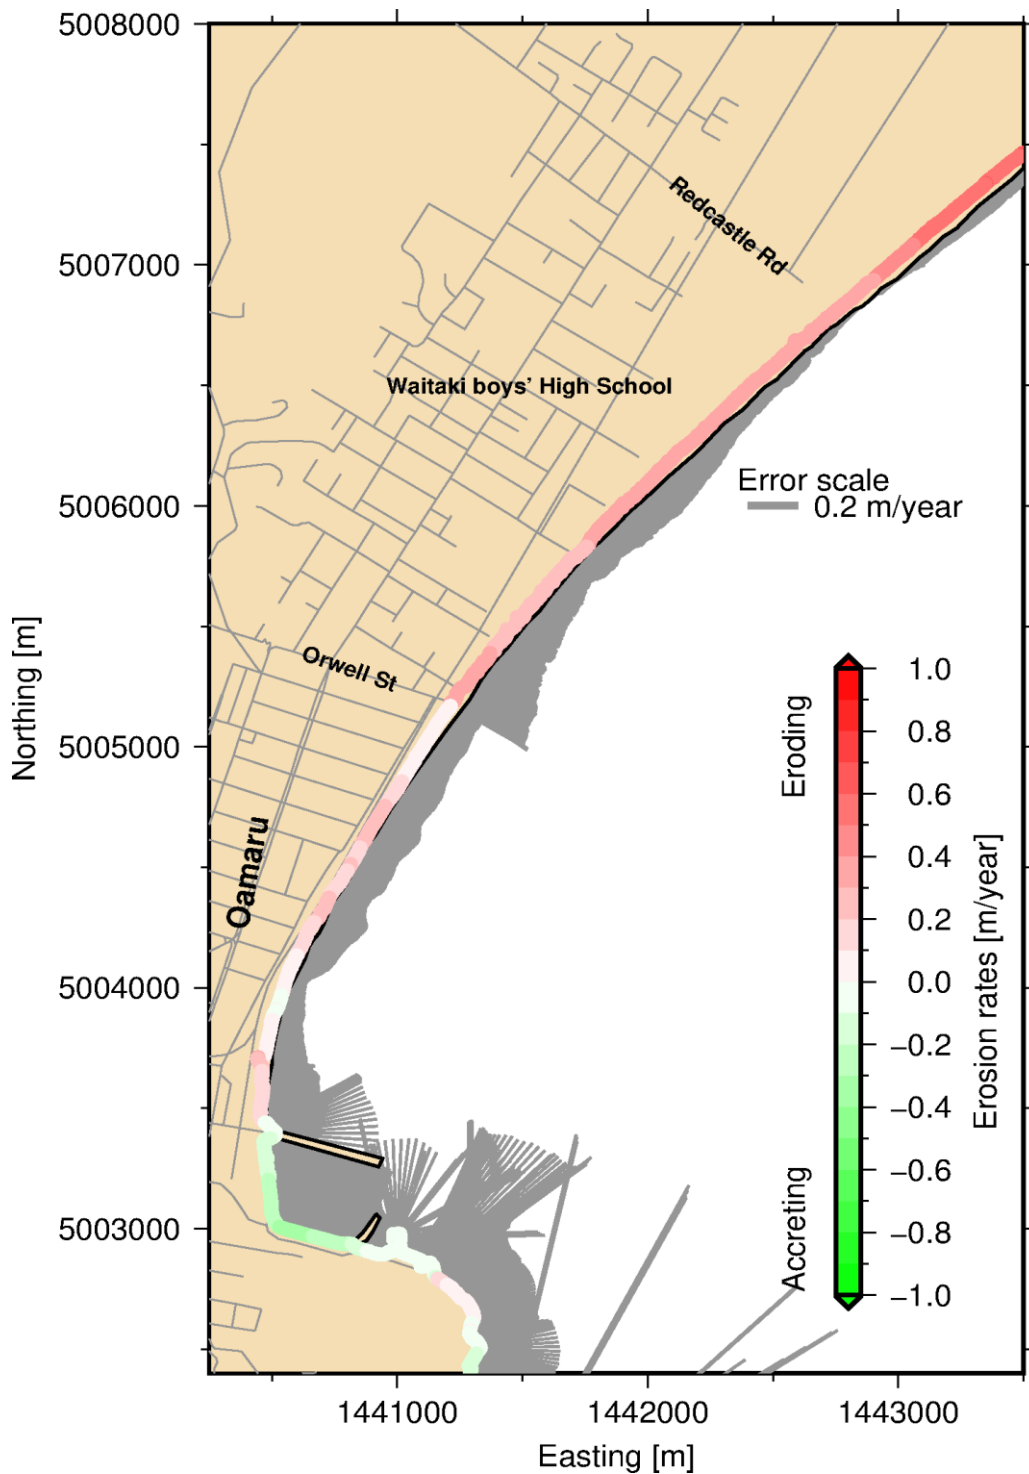 5008000
5007000
5006000
5005000
5004000
5003000
Northing [m]
Redcastle Rd
Waitaki boys' High School
Error scale
0.2 m/year
Orwell St
Oamaru
Eroding
Accreting
1.0
0.8
0.6
0.4
0.2
0.0
−0.2
−0.4
−0.6
−0.8
−1.0
Erosion rates [m/year]
1441000
1442000
1443000
Easting [m]